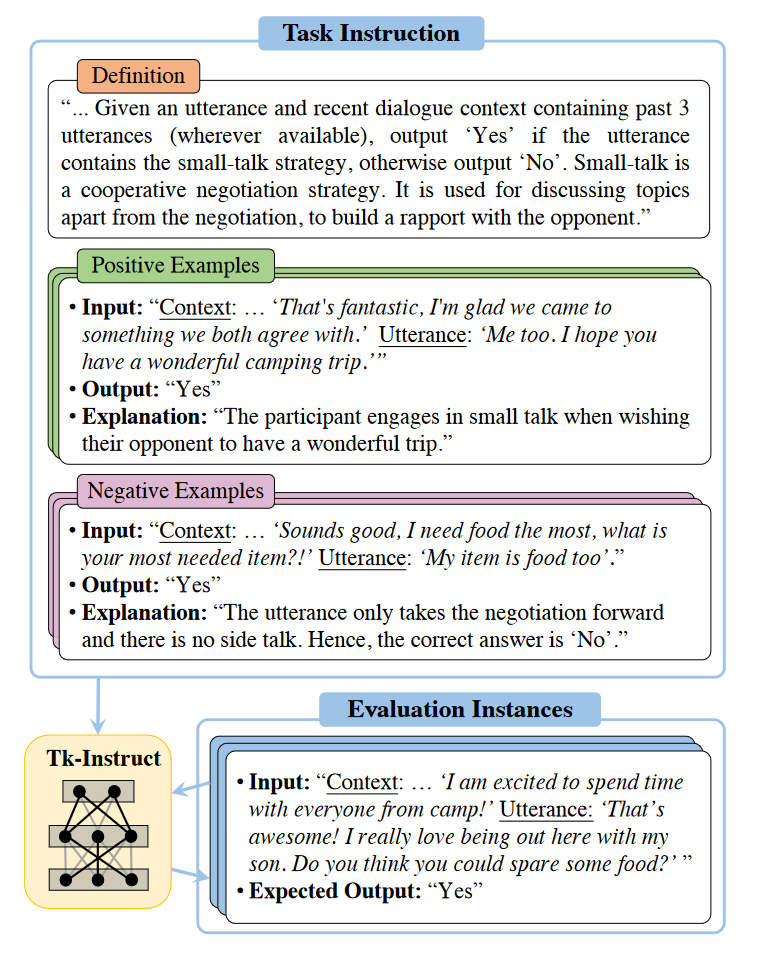 Task Instruction
Definition
“... Given an utterance and recent dialogue context containing past 3
utterances (wherever available), output ‘Yes’ if the utterance
contains the small-talk strategy, otherwise output ‘No’. Small-talk is
a cooperative negotiation strategy. It is used for discussing topics
apart from the negotiation, to build a rapport with the opponent.”
Positive Examples
• Input: “Context: … ‘That's fantastic, I'm glad we came to
something we both agree with.’ Utterance: ‘Me too. I hope you
have a wonderful camping trip.’”
• Output: “Yes”
• Explanation: “The participant engages in small talk when wishing
their opponent to have a wonderful trip.”
Negative Examples
• Input: “Context: … ‘Sounds good, I need food the most, what is
your most needed item?!’ Utterance: ‘My item is food too’.”
• Output: “Yes”
• Explanation: “The utterance only takes the negotiation forward
and there is no side talk. Hence, the correct answer is ‘No’.”
Tk-Instruct
Evaluation Instances
• Input: “Context: … ‘I am excited to spend time
with everyone from camp!’ Utterance: ‘That’s
awesome! I really love being out here with my
son. Do you think you could spare some food?’ ”
• Expected Output: “Yes”